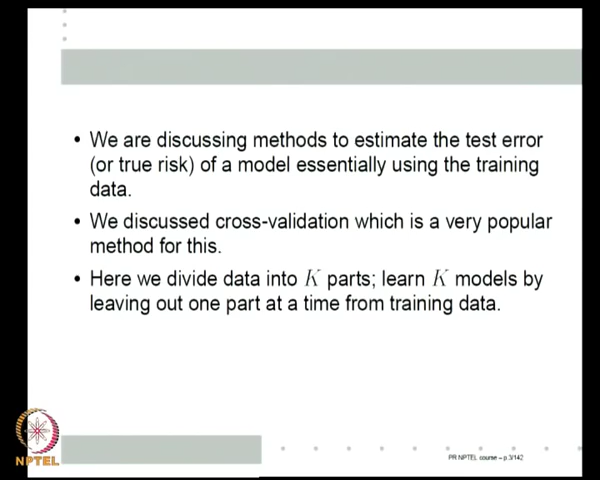 • We are discussing methods to estimate the test error
(or true risk) of a model essentially using the training
data.
• We discussed cross-validation which is a very popular
method for this.
• Here we divide data into K parts; learn K models by
leaving out one part at a time from training data.
NPTEL
PR NPTEL course – p.3/142